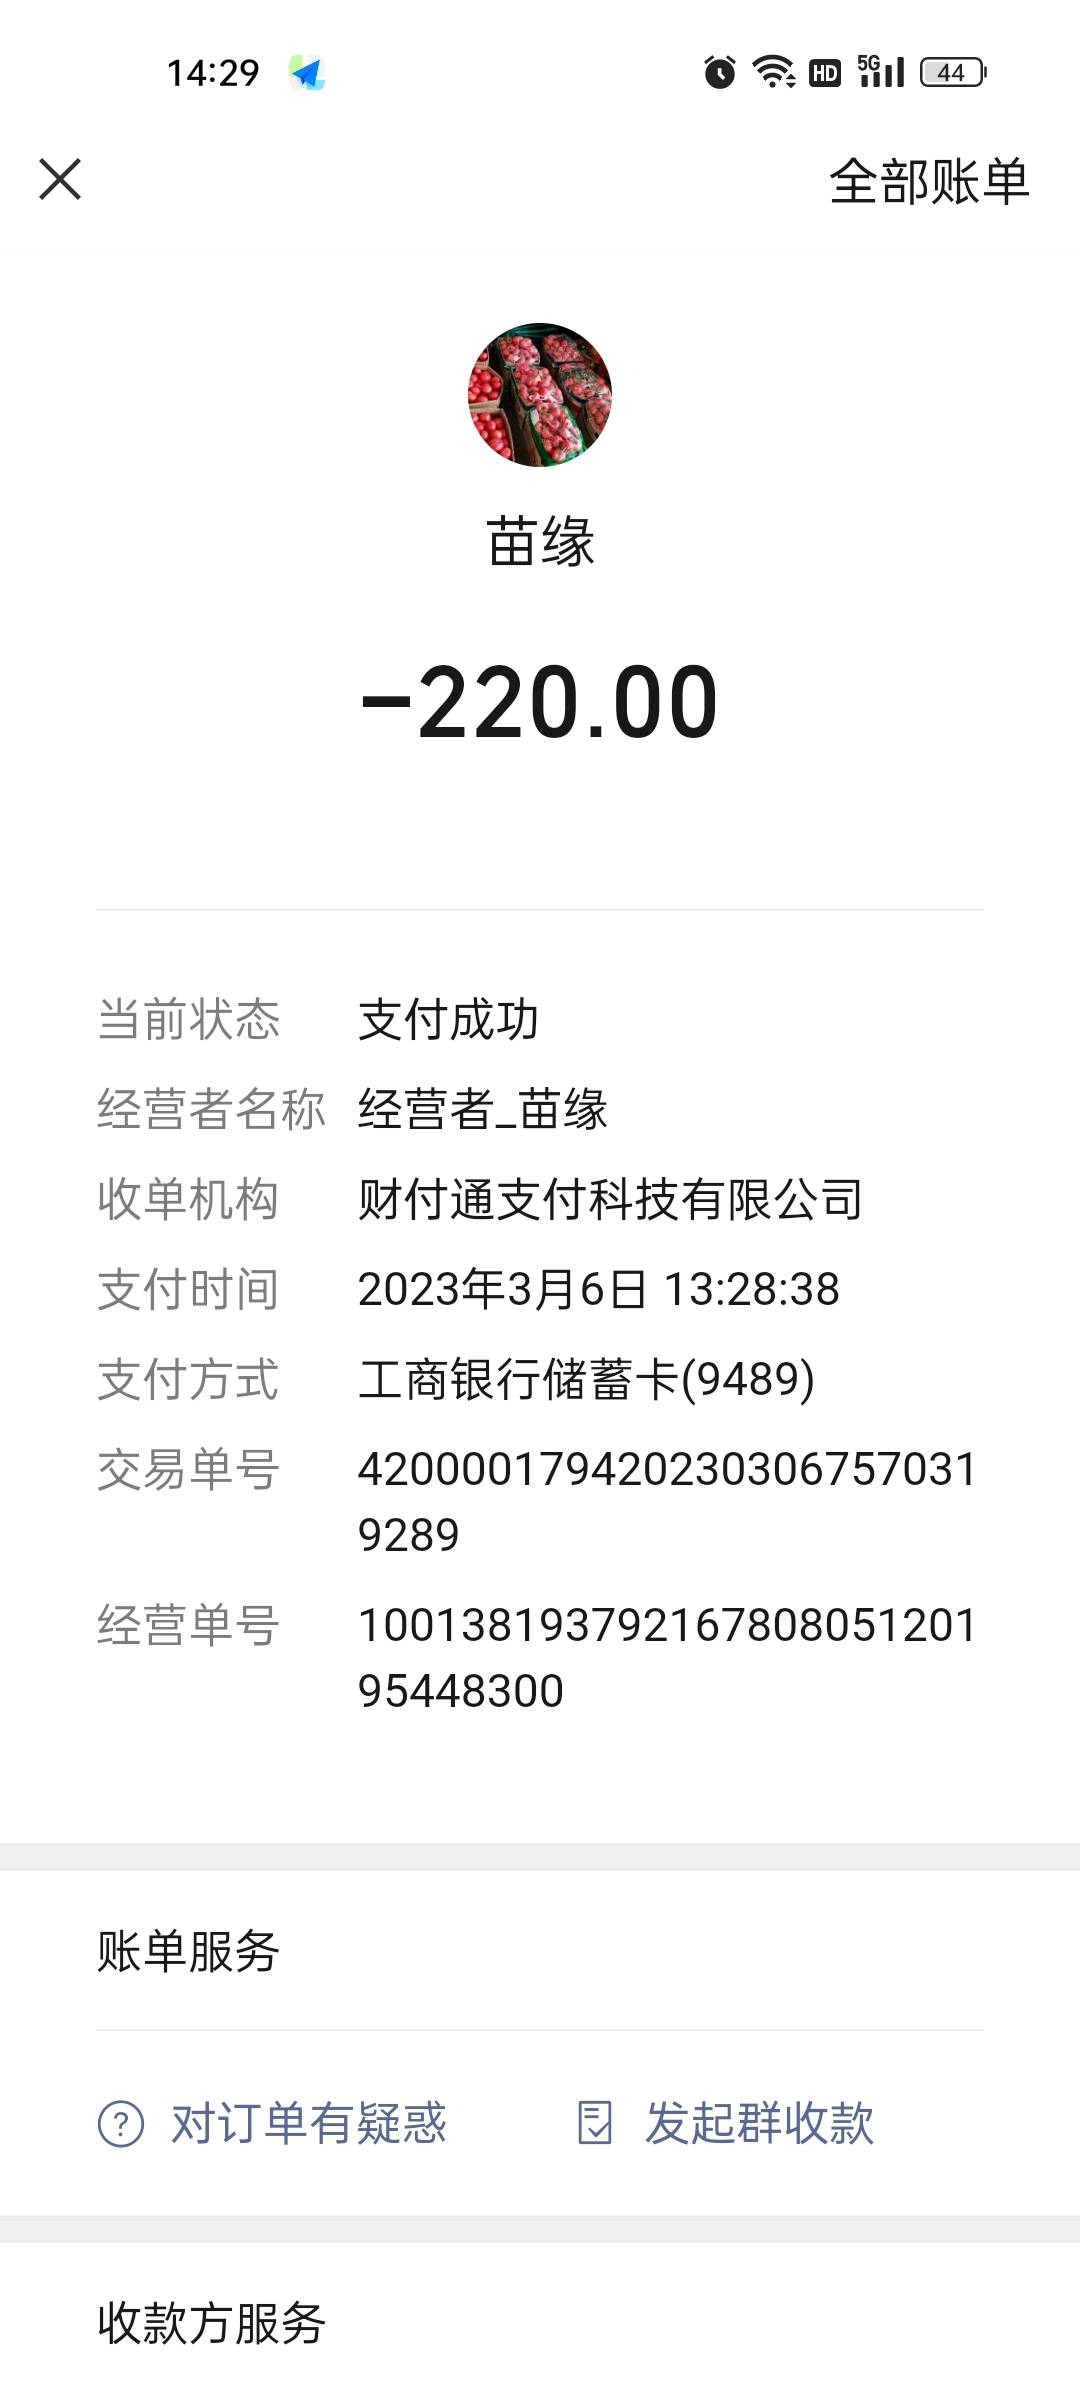 14:29
HD 5G 44
全部账单
苗缘
-220.00
当前状态 支付成功
经营者名称 经营者_苗缘
收单机构 财付通支付科技有限公司
支付时间 2023年3月6日 13:28:38
支付方式 工商银行储蓄卡(9489)
交易单号 420000179420230306757031
9289
经营单号 100138193792167808051201
95448300
账单服务
? 对订单有疑惑 发起群收款
收款方服务